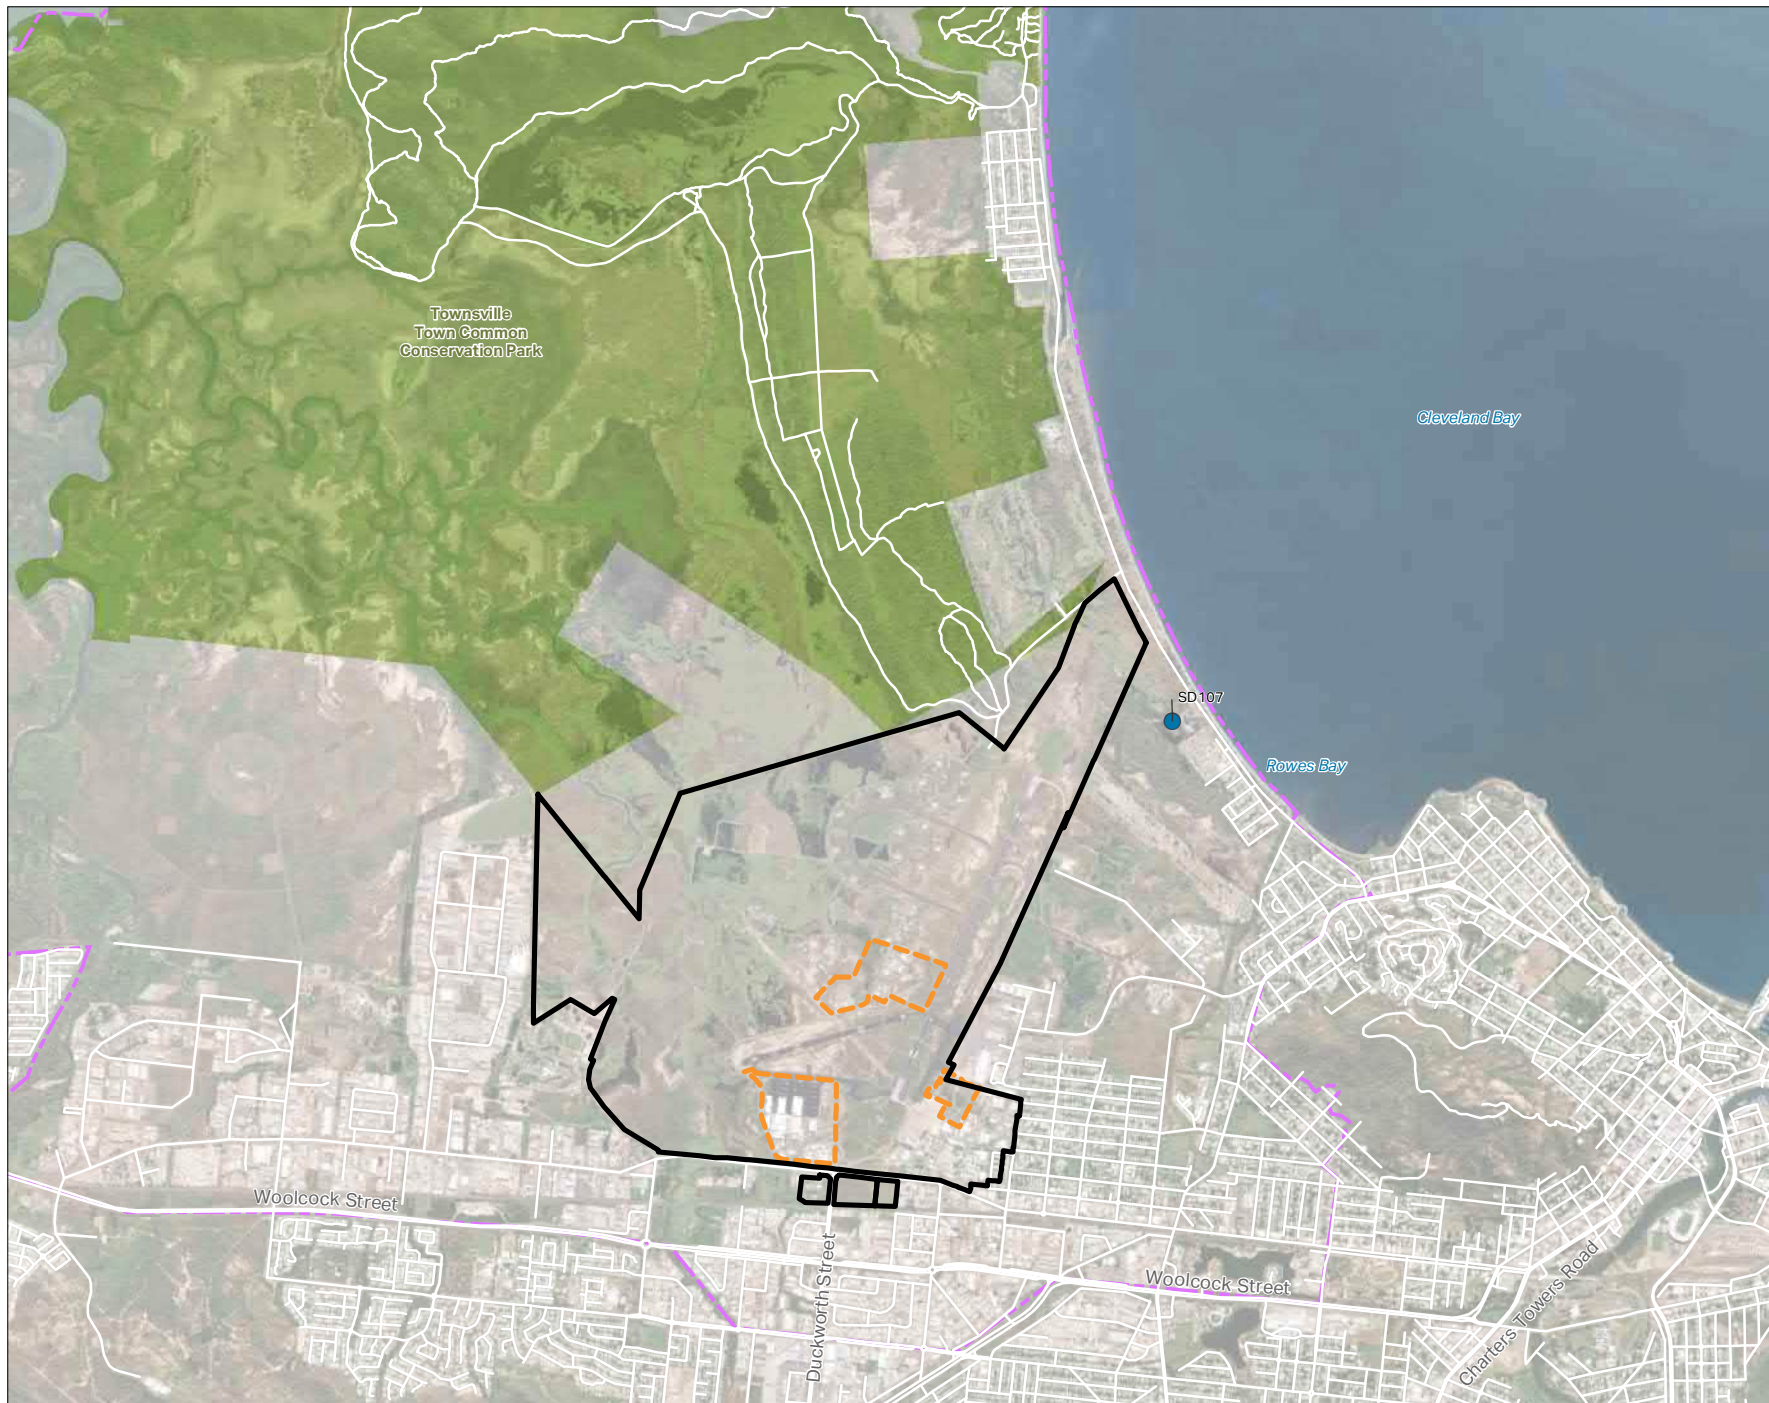 Townsville
Town Common
Conservation Park
Cleveland Bay
SD107
Rowes Bay
Woolcock Street
Duckworth Street
Woolcock Street
Charters Towers Road